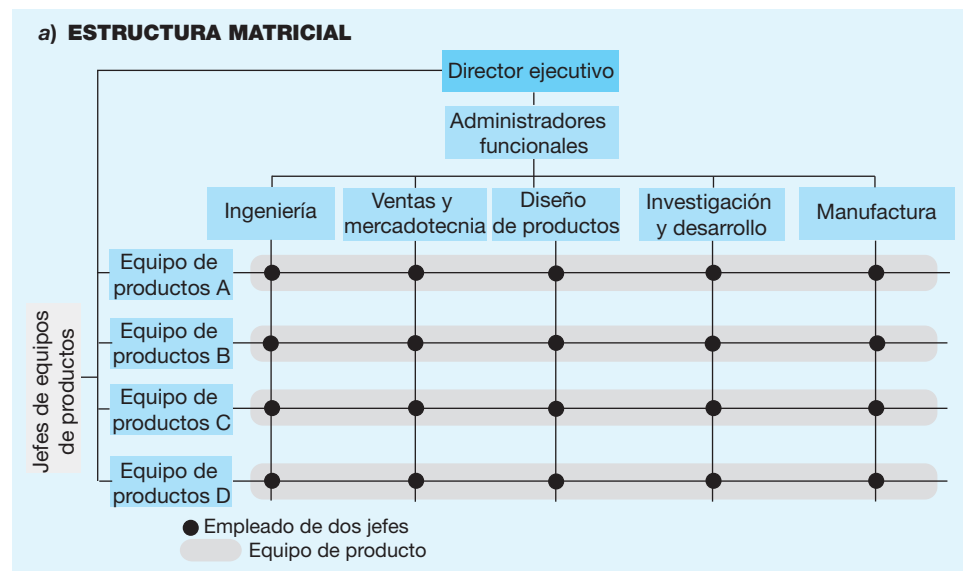 a) ESTRUCTURA MATRICIAL
Director ejecutivo
Administradores
funcionales
Ingeniería
Ventas y
mercadotecnia
Diseño
de productos
Investigación
y desarrollo
Manufactura
Jefes de equipos
de productos
Equipo de
productos A
Equipo de
productos B
Equipo de
productos C
Equipo de
productos D
Empleado de dos jefes
Equipo de producto